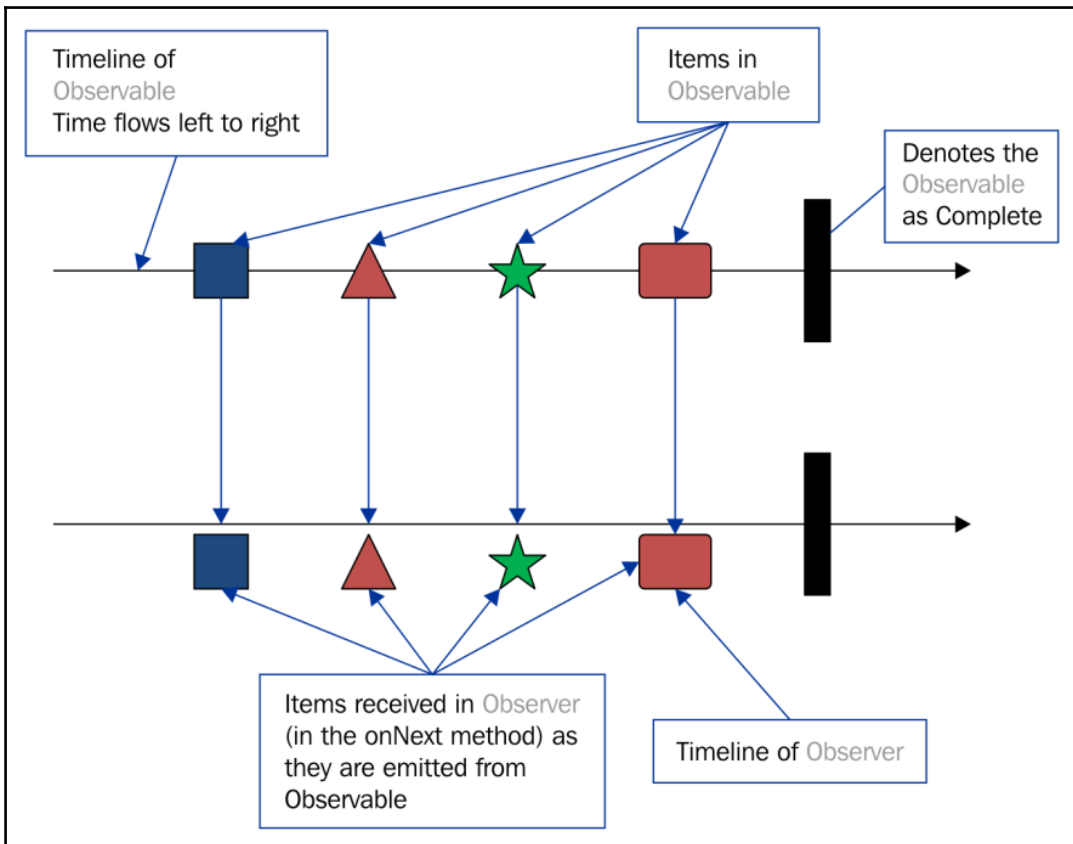 Timeline of
Observable
Time flows left to right
Items in
Observable
Denotes the
Observable
as Complete
Items received in Observer
(in the onNext method) as
they are emitted from
Observable
Timeline of Observer